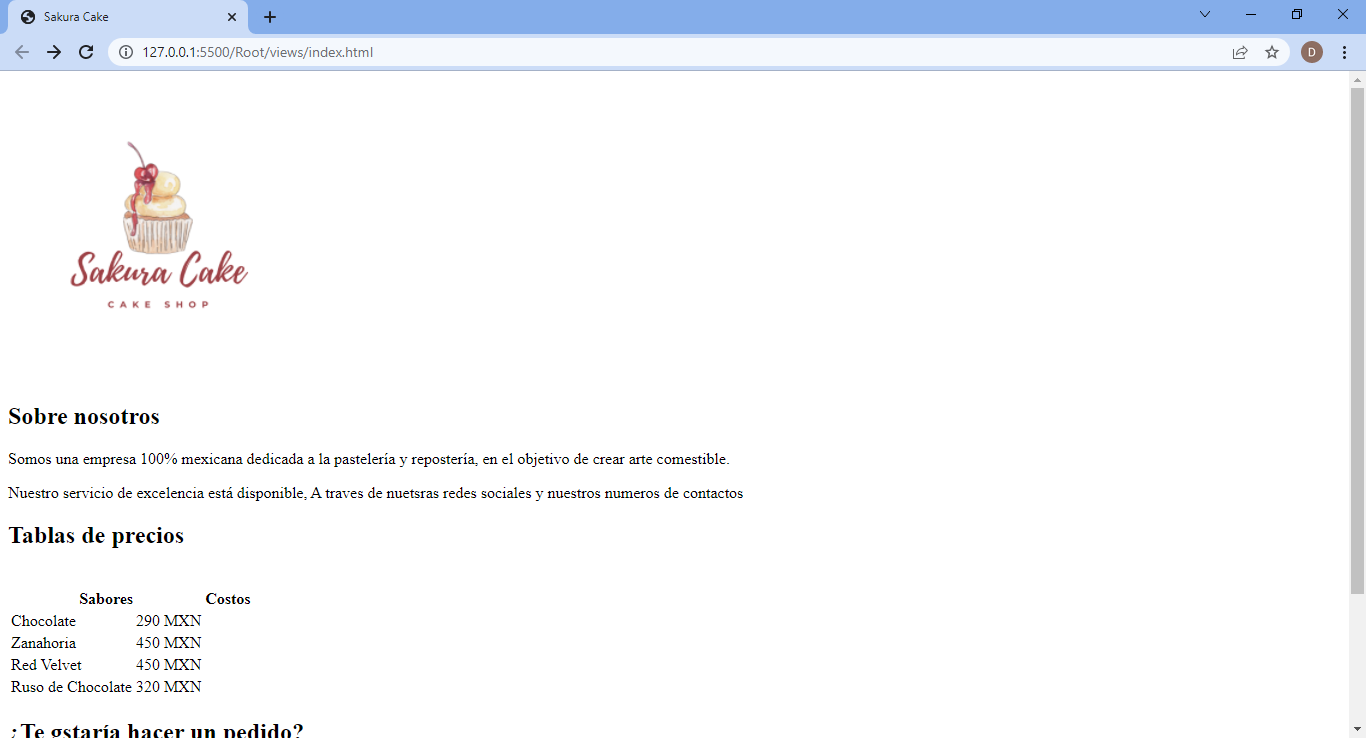 Sakura Cake
127.0.0.1:5500/Root/views/index.html
D
Sakura Cake
CAKE SHOP
Sobre nosotros
Somos una empresa 100% mexicana dedicada a la pastelería y repostería, en el objetivo de crear arte comestible.
Nuestro servicio de excelencia está disponible, A traves de nuetsras redes sociales y nuestros numeros de contactos
Tablas de precios
Sabores Costos
Chocolate 290 MXN
Zanahoria 450 MXN
Red Velvet 450 MXN
Ruso de Chocolate 320 MXN
¿Te gstaría hacer un pedido?